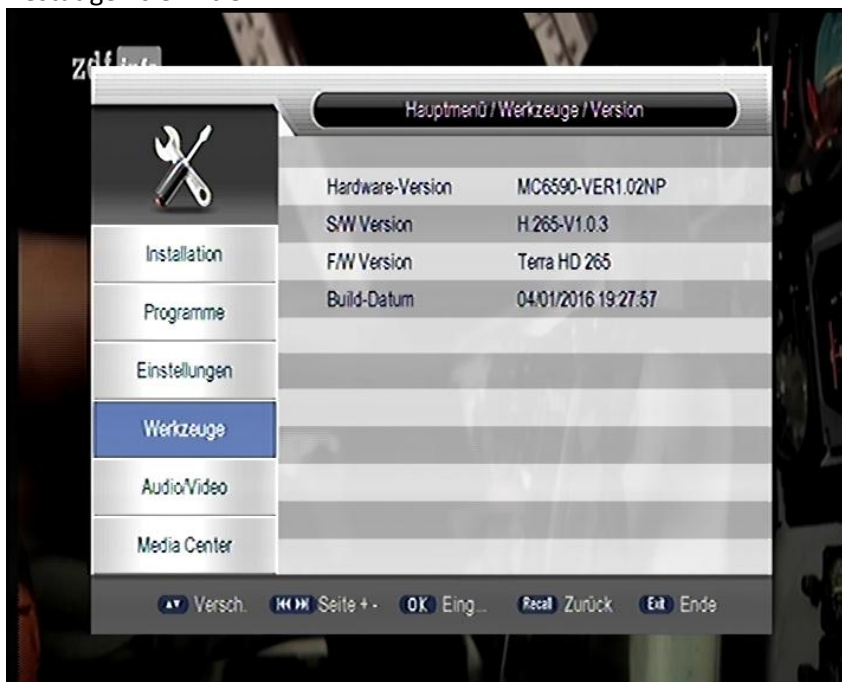 zdf info
Hauptmenü / Werkzeuge / Version
Hardware-Version MC6590-VER1.02NP
S/W Version H.265-V1.0.3
F/W Version Terra HD 265
Build-Datum 04/01/2016 19:27:57
Installation
Programme
Einstellungen
Werkzeuge
Audio/Video
Media Center
Versch. Seite + - OK Eing... Recall Zurück Exit Ende